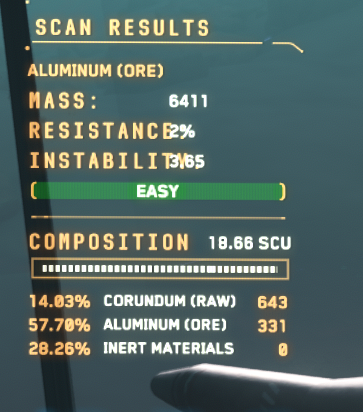 SCAN RESULTS
ALUMINUM (ORE)
MASS: 6411
RESISTANCE: 2%
INSTABILITY: 3.65
EASY
COMPOSITION 18.66 SCU
14.03% CORUNDUM (RAW) 643
57.70% ALUMINUM (ORE) 331
28.26% INERT MATERIALS 0